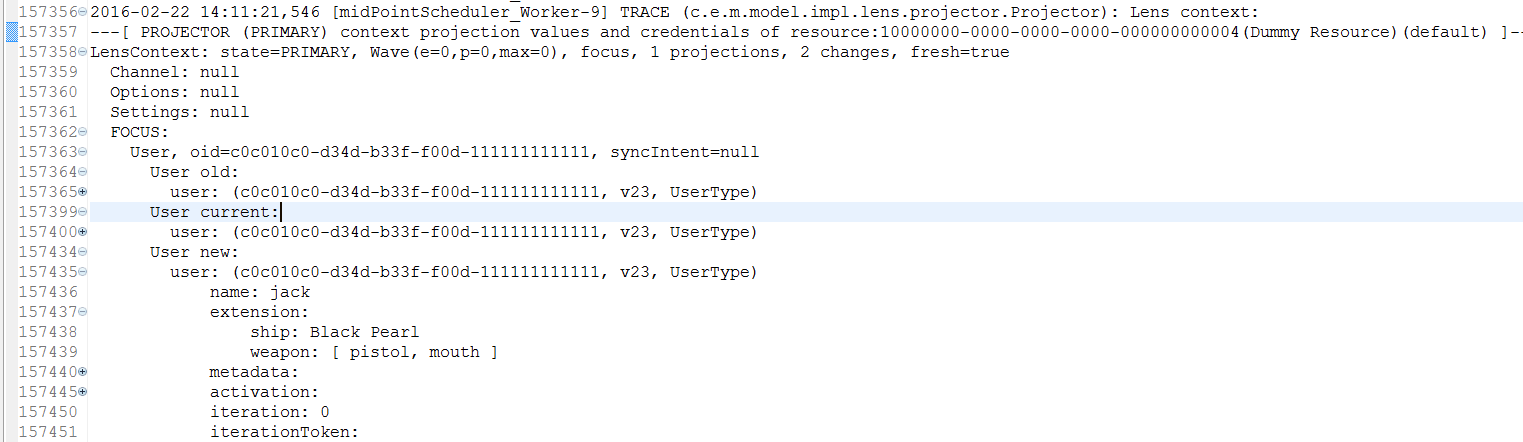 157356 2016-02-22 14:11:21,546 [midPointScheduler_Worker-9] TRACE (c.e.m.model.impl.lens.projector.Projector): Lens context:
157357 ---[ PROJECTOR (PRIMARY) context projection values and credentials of resource:10000000-0000-0000-0000-000000000004(Dummy Resource)(default) ]--
157358 LensContext: state=PRIMARY, Wave(e=0,p=0,max=0), focus, 1 projections, 2 changes, fresh=true
157359 Channel: null
157360 Options: null
157361 Settings: null
157362 FOCUS:
157363 User, oid=c0c010c0-d34d-b33f-f00d-111111111111, syncIntent=null
157364 User old:
157365 user: (c0c010c0-d34d-b33f-f00d-111111111111, v23, UserType)
157399 User current:
157400 user: (c0c010c0-d34d-b33f-f00d-111111111111, v23, UserType)
157434 User new:
157435 user: (c0c010c0-d34d-b33f-f00d-111111111111, v23, UserType)
157436 name: jack
157437 extension:
157438 ship: Black Pearl
157439 weapon: [ pistol, mouth ]
157440 metadata:
157445 activation:
157450 iteration: 0
157451 iterationToken: